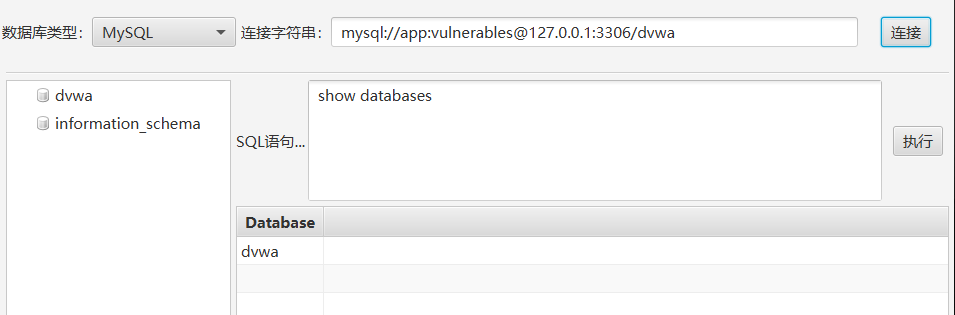 数据库类型： MySQL 连接字符串： mysql://app:vulnerables@127.0.0.1:3306/dvwa 连接
dvwa
information_schema
show databases
SQL语句... 执行
Database
dvwa